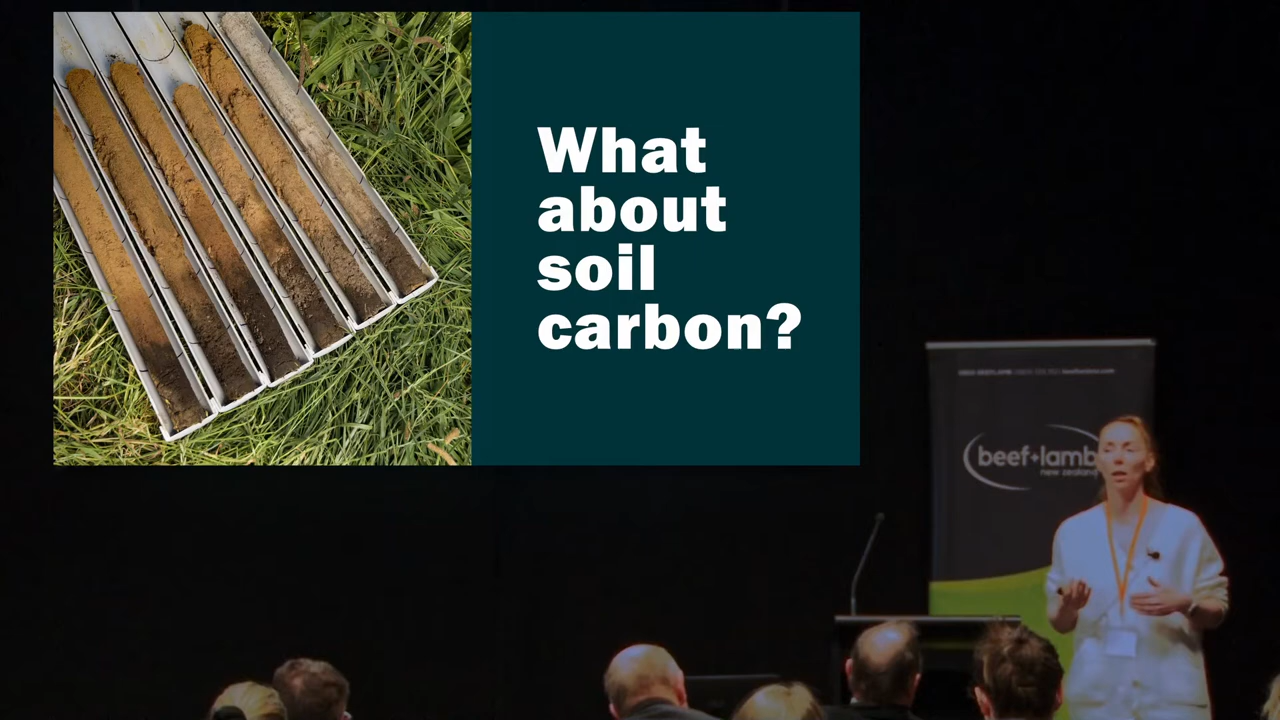 What
about
soil
carbon?
beef+lamb
new zealand